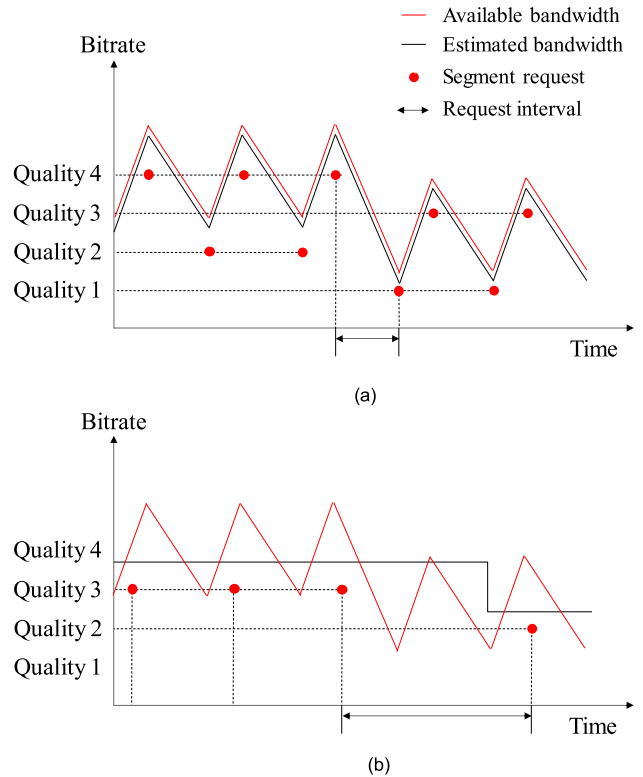 Available bandwidth
Bitrate
Estimated bandwidth
Segment request
Request interval
Quality 4
Quality 3
Quality 2
Quality 1
Time
(a)
Bitrate
Quality 4
Quality 3
Quality 2
Quality 1
Time
(b)